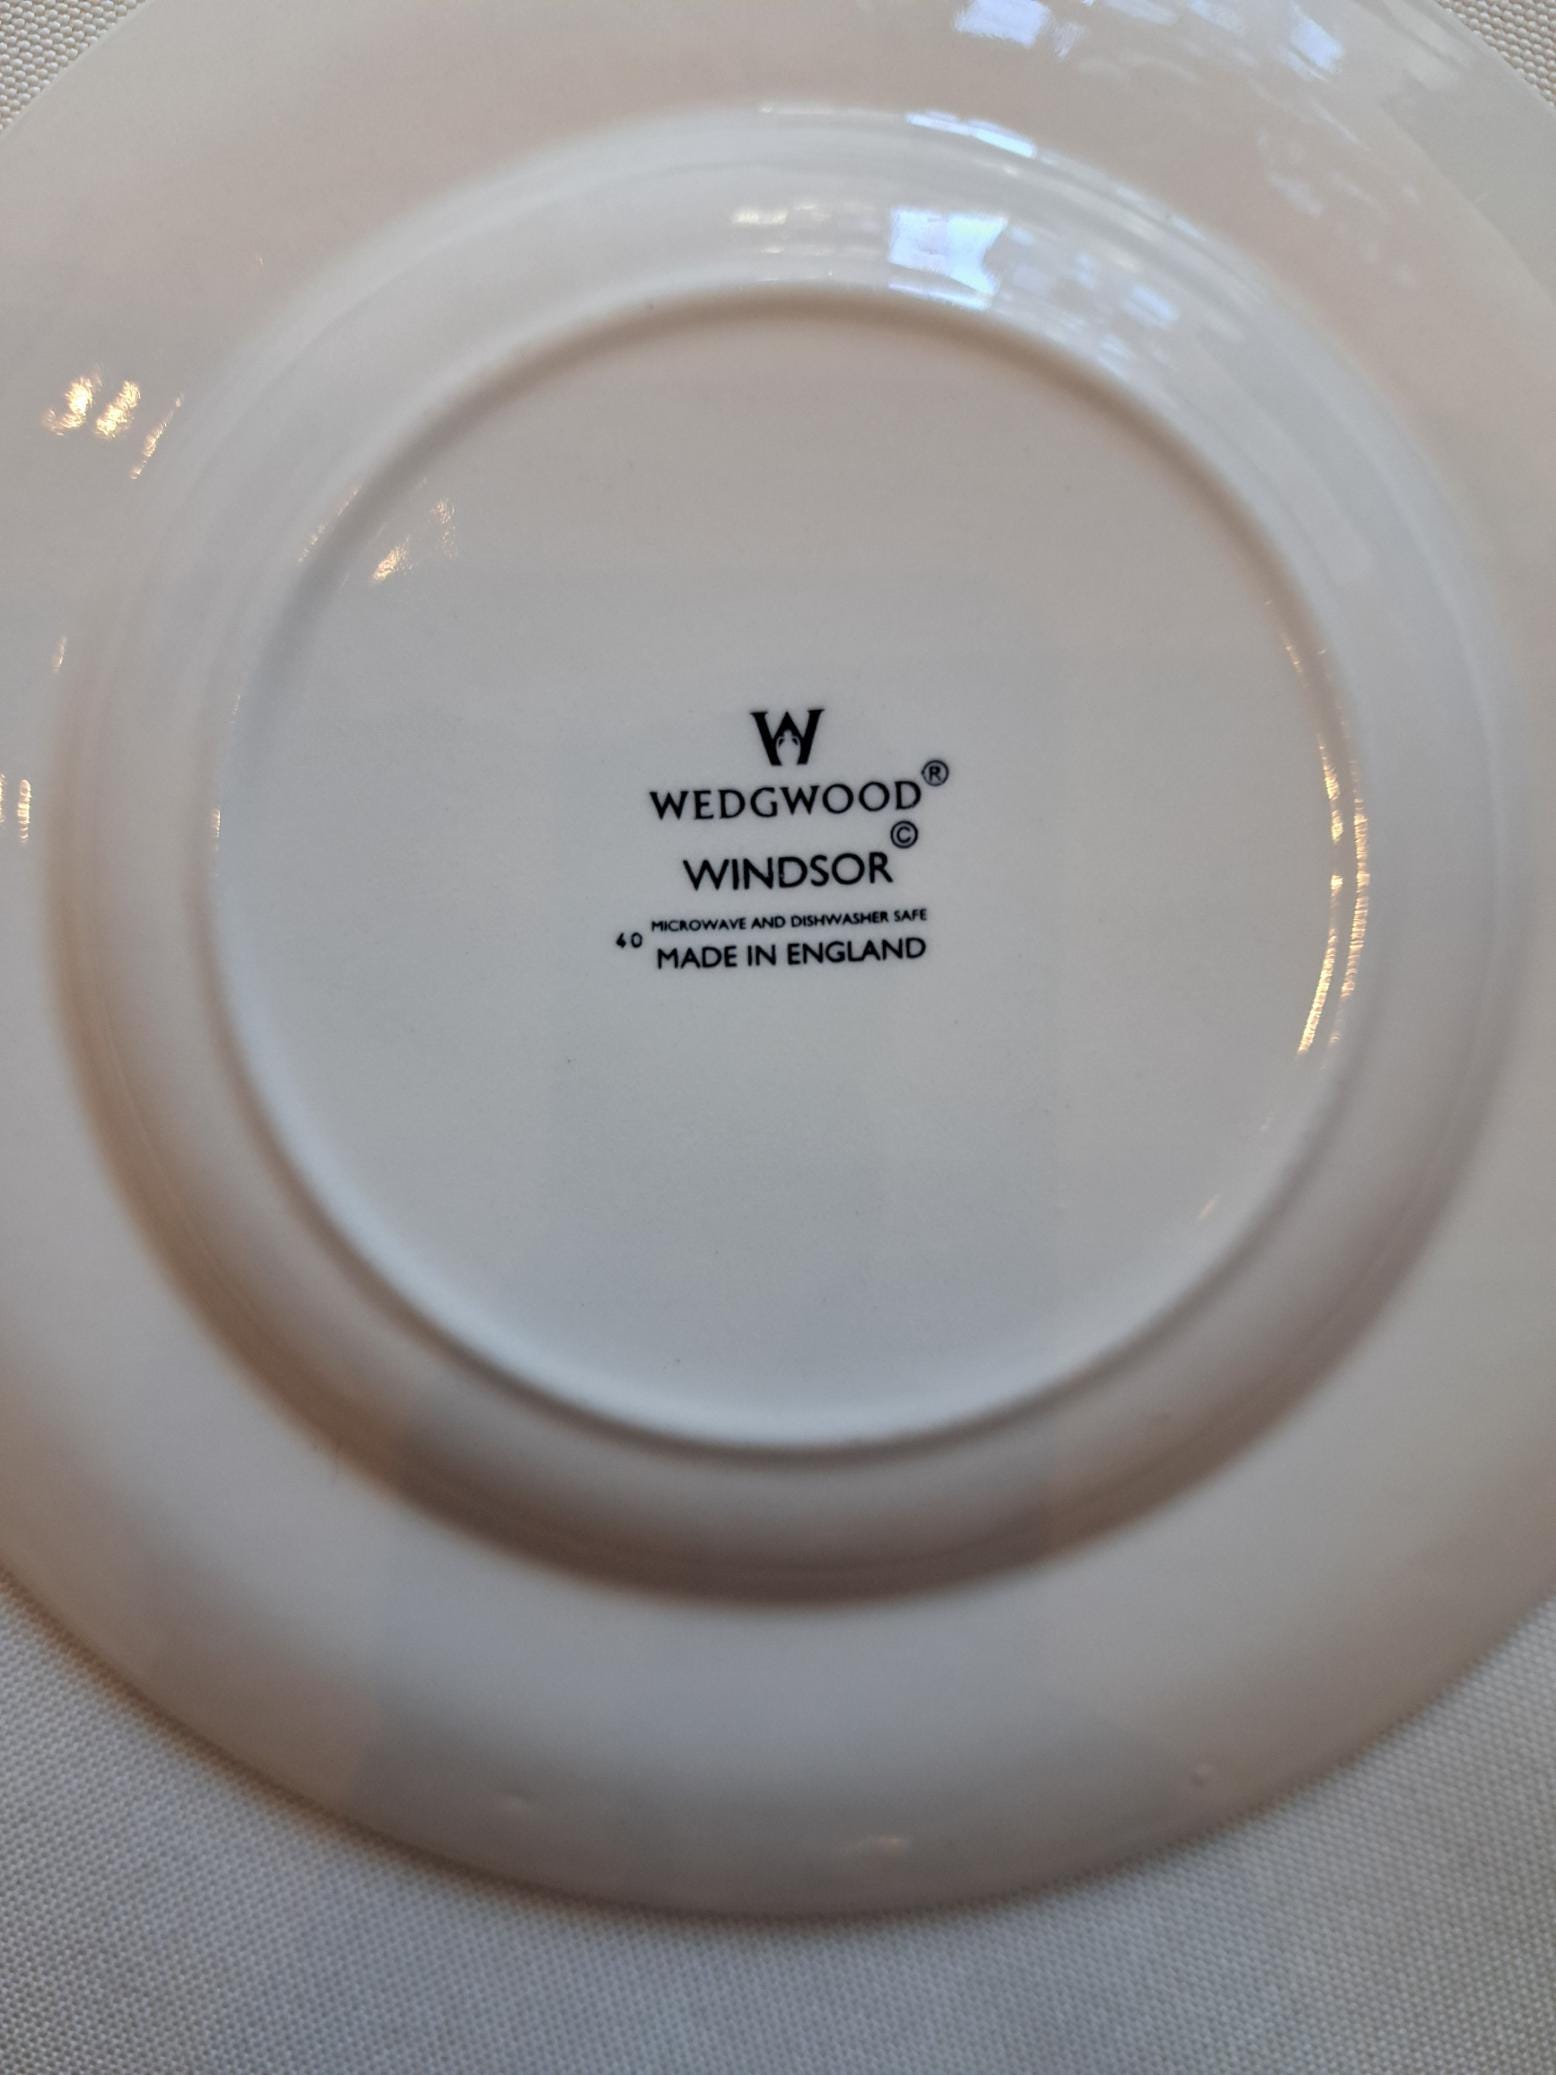 W
WEDGWOOD®
©
WINDSOR
MICROWAVE AND DISHWASHER SAFE
40 MADE IN ENGLAND